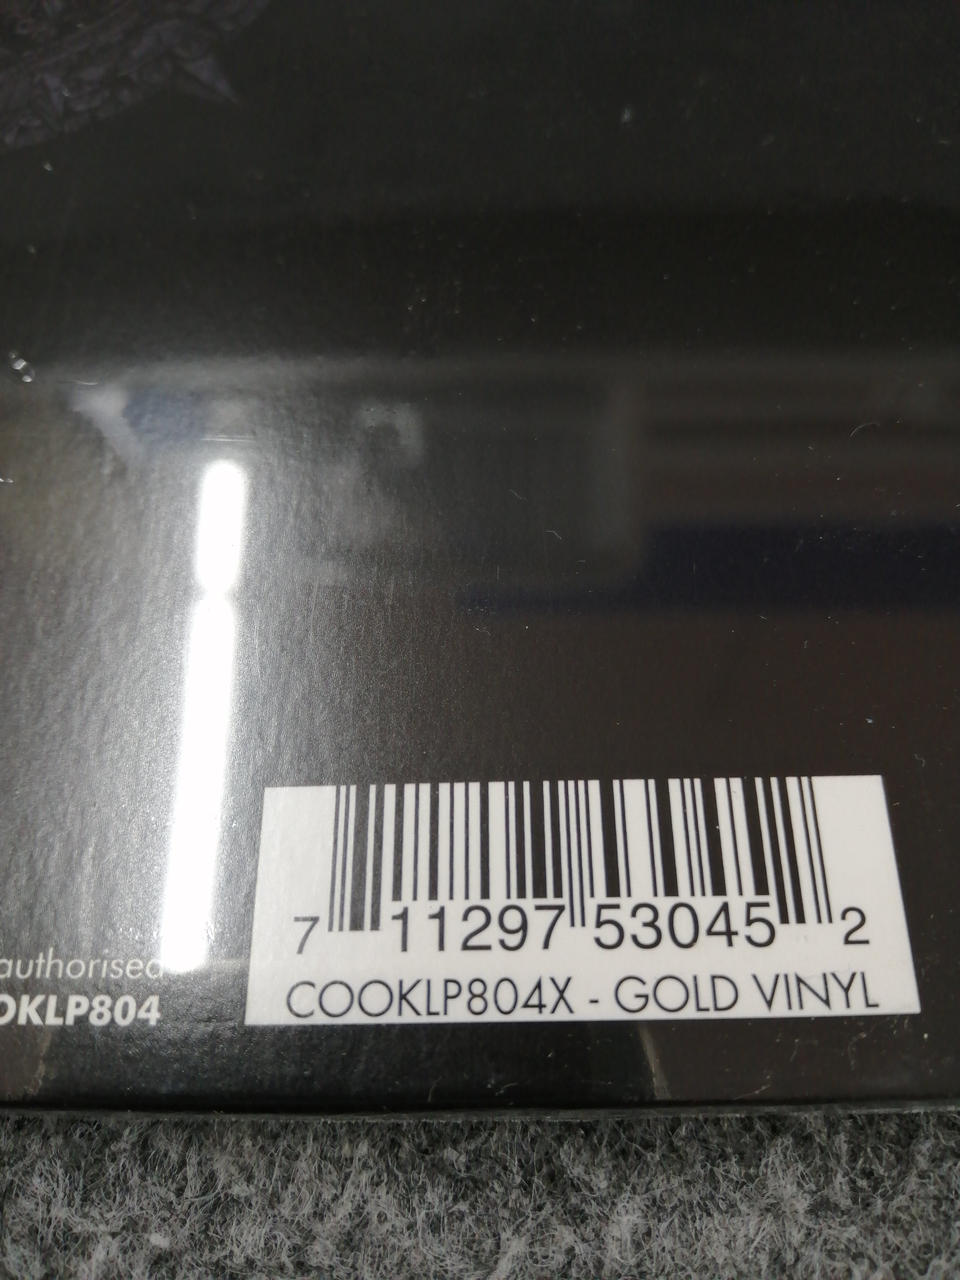 7 11297 53045 2
COOKLP804X - GOLD VINYL
authorised
OKLP804